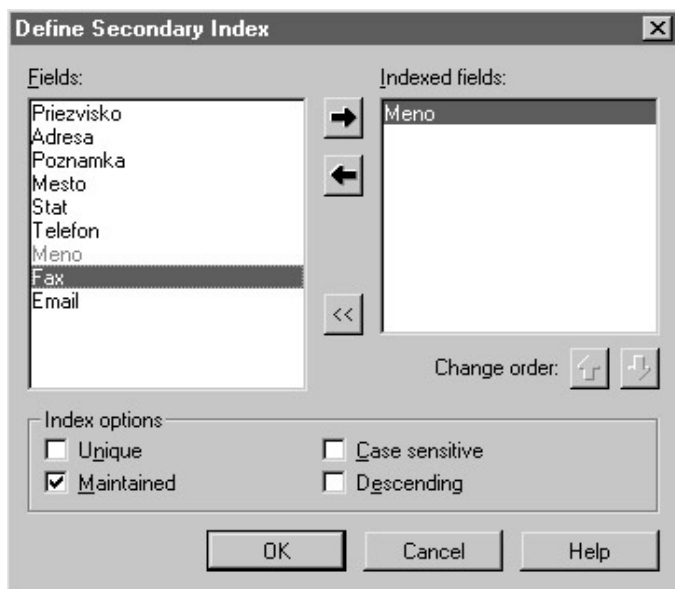 Define Secondary Index
Fields:
Priezvisko
Adresa
Poznamka
Mesto
Stat
Telefon
Meno
Fax
Email
<<
Indexed fields:
Meno
Change order:
Index options
Unique
Case sensitive
Maintained
Descending
OK
Cancel
Help